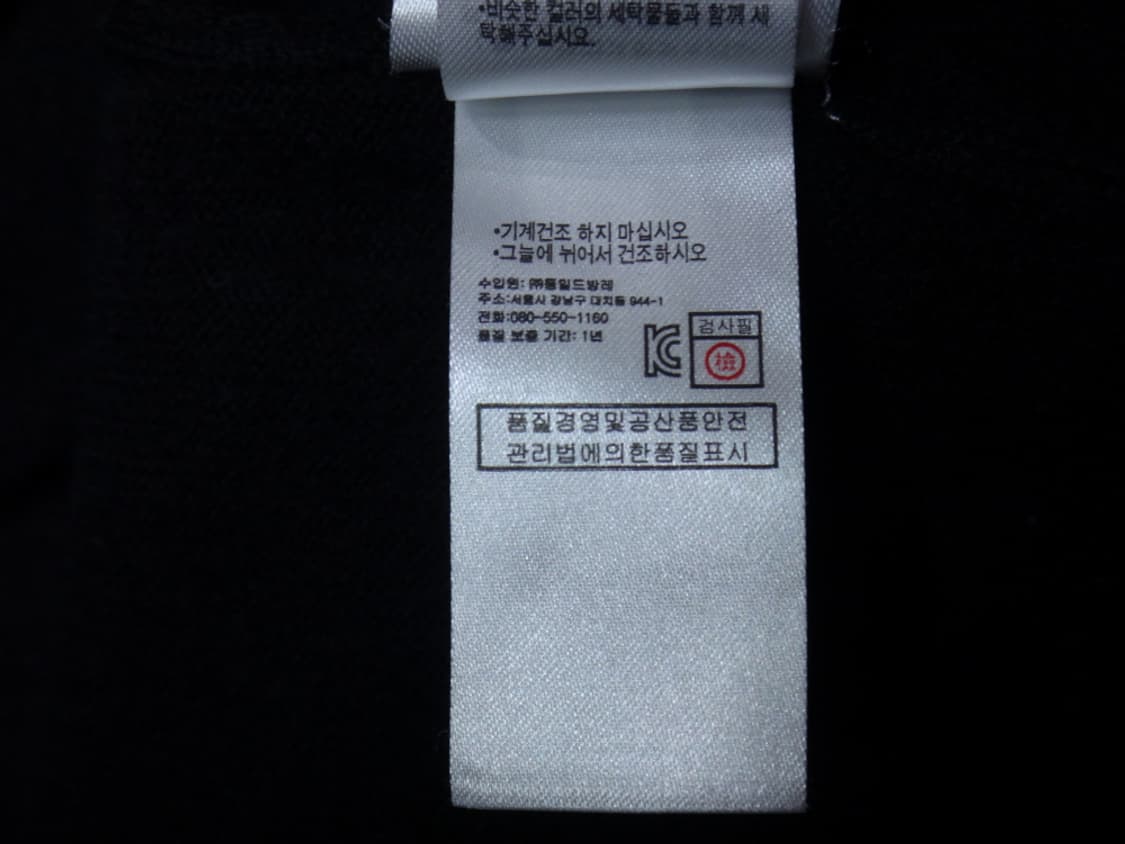 •비슷한 컬러의 세탁물들과 함께 세
탁해주십시오.
•기계건조 하지 마십시오
•그늘에 뉘어서 건조하시오
수입원: ㈜통일드방레
주소:서울시 강남구 대치동 944-1
전화:080-550-1160
품질 보증 기간: 1년
검사필
檢
품질경영및공산품안전
관리법에의한품질표시